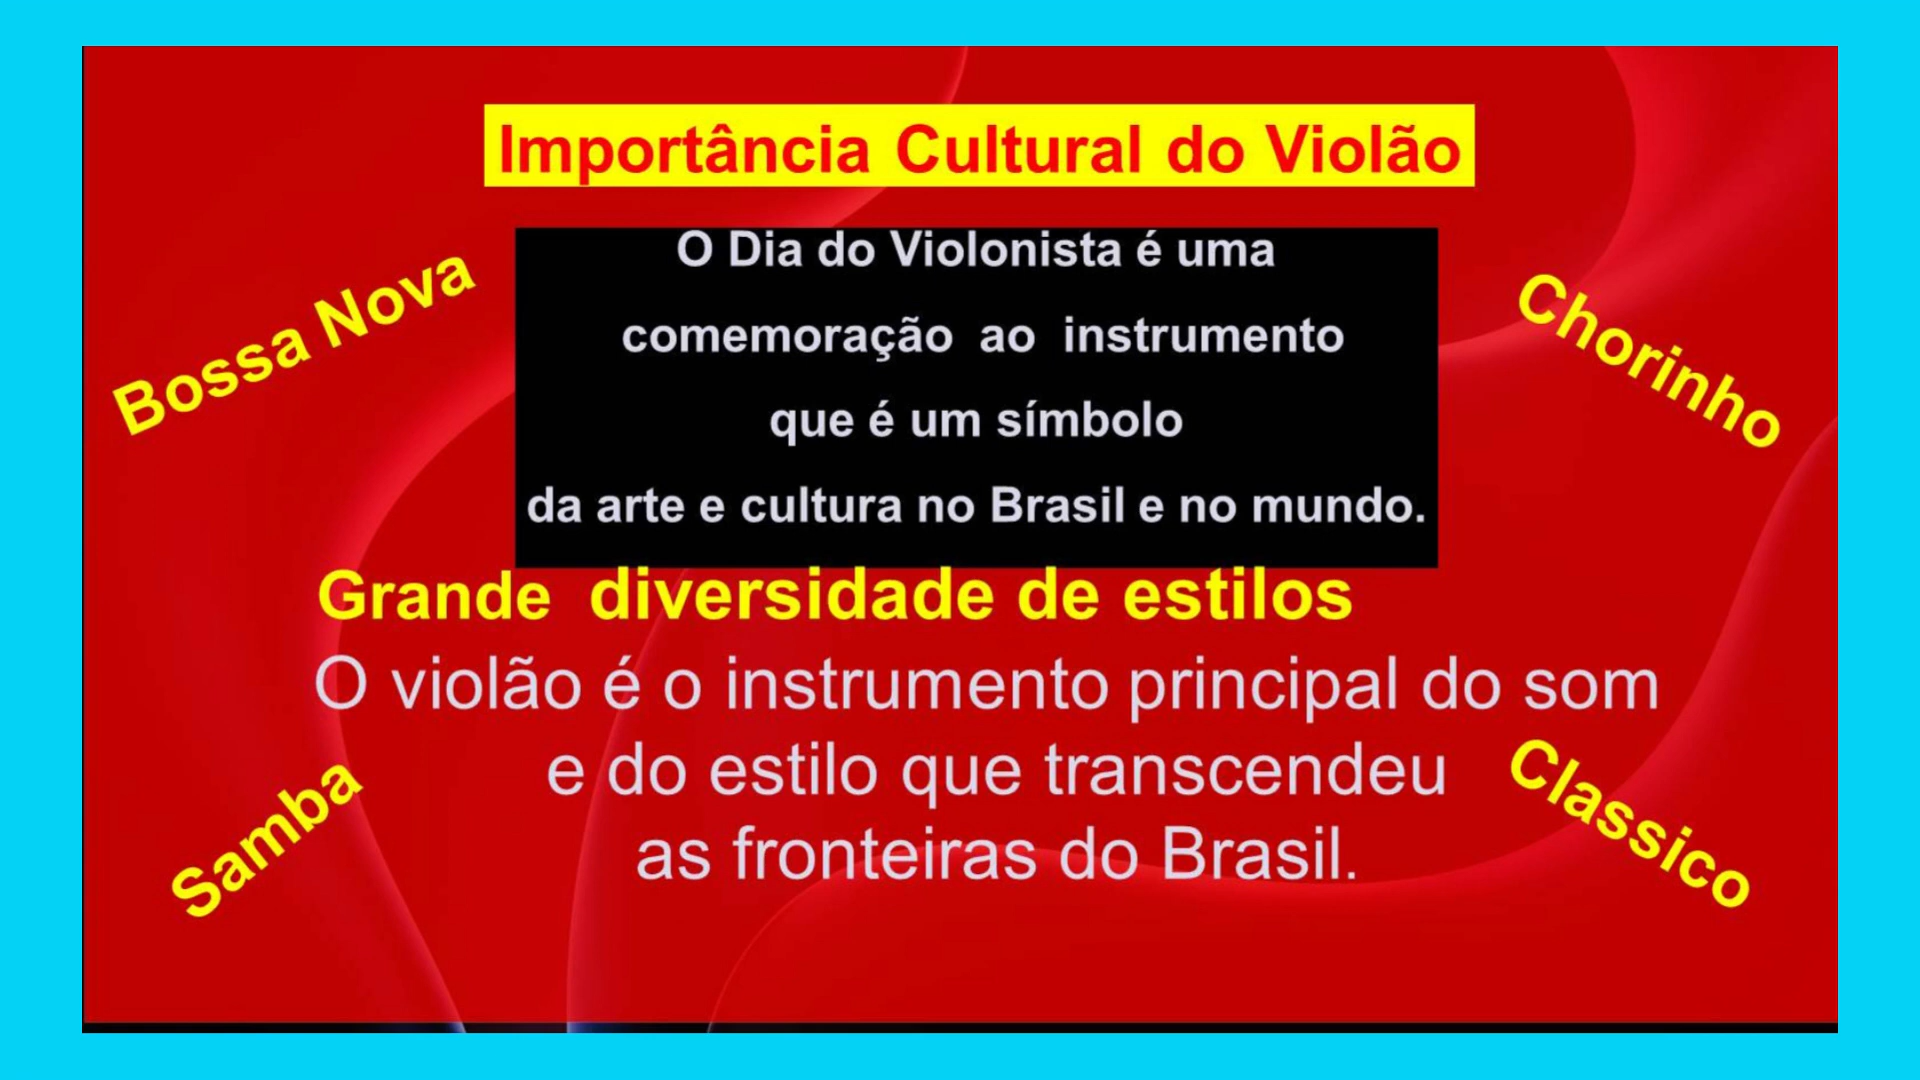 Importância Cultural do Violão
O Dia do Violonista é uma
comemoração ao instrumento
que é um símbolo
da arte e cultura no Brasil e no mundo.
Bossa Nova
Chorinho
Grande diversidade de estilos
O violão é o instrumento principal do som
e do estilo que transcendeu
as fronteiras do Brasil.
Samba
Classico